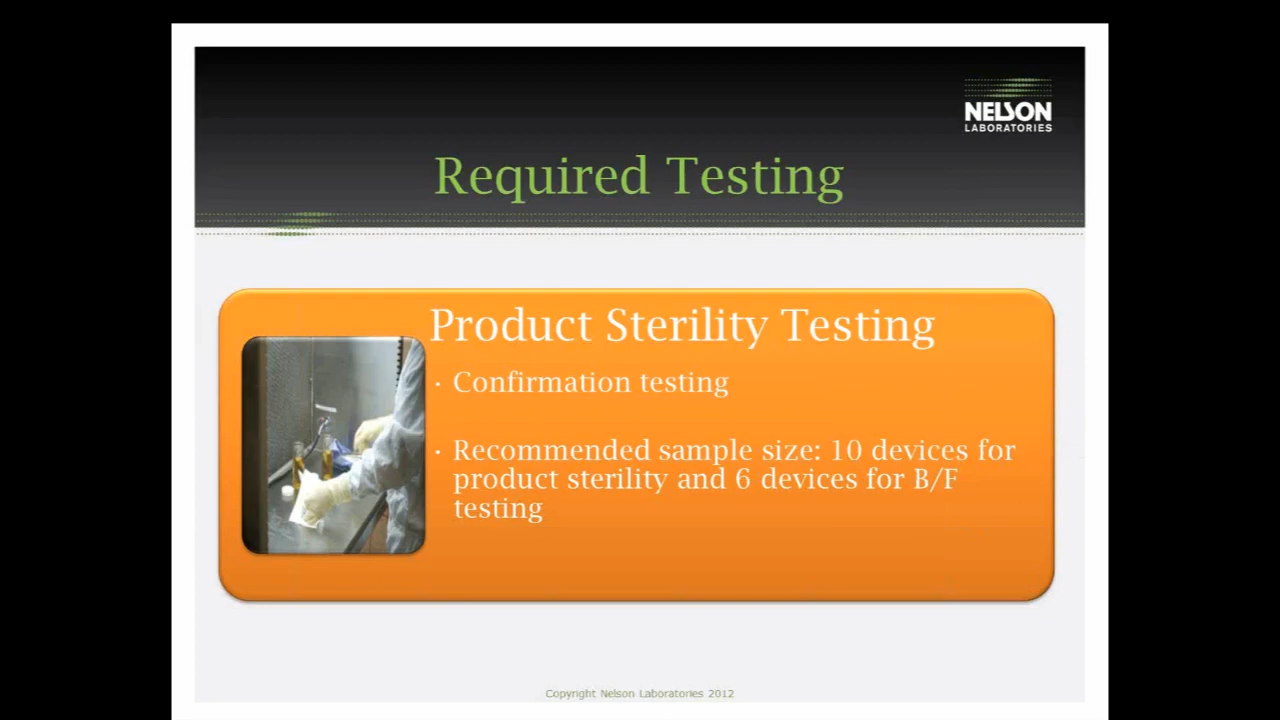 NELSON
LABORATORIES
Required Testing
Product Sterility Testing
· Confirmation testing
· Recommended sample size: 10 devices for
product sterility and 6 devices for B/F
testing
Copyright Nelson Laboratories 2012